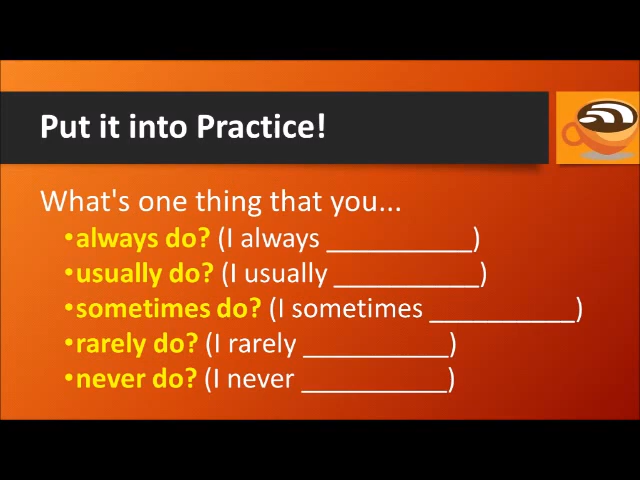 Put it into Practice!
What's one thing that you...
•always do? (I always __________)
•usually do? (I usually __________)
•sometimes do? (I sometimes __________)
•rarely do? (I rarely __________)
•never do? (I never __________)